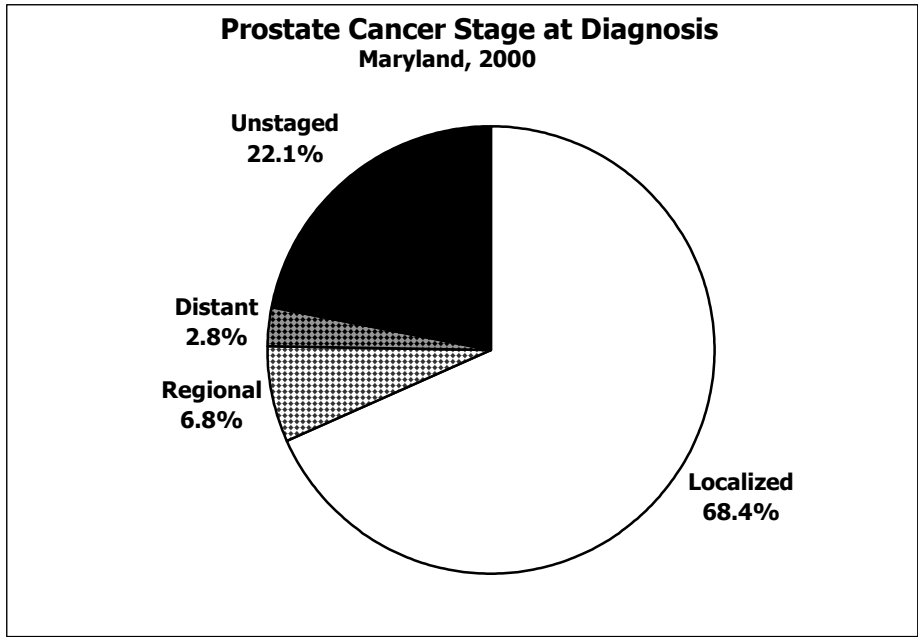 Prostate Cancer Stage at Diagnosis
Maryland, 2000
Unstaged
22.1%
Distant
2.8%
Regional
6.8%
Localized
68.4%